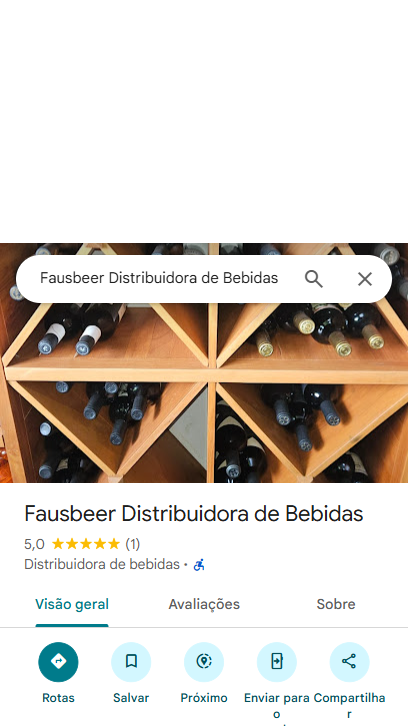 Fausbeer Distribuidora de Bebidas
Fausbeer Distribuidora de Bebidas
5,0 (1)
Distribuidora de bebidas ·
Visão geral Avaliações Sobre
Rotas Salvar Próximo Enviar para Compartilha
o r